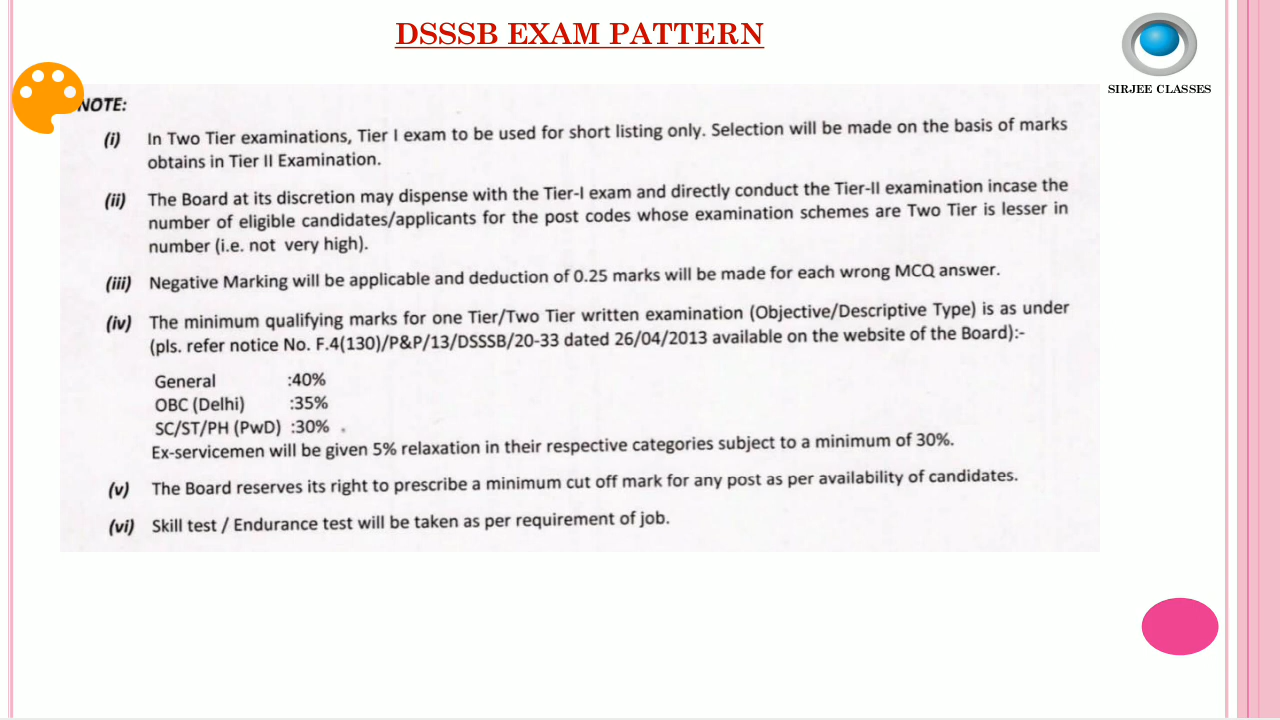 DSSSB EXAM PATTERN
SIRJEE CLASSES
NOTE:
(i) In Two Tier examinations, Tier I exam to be used for short listing only. Selection will be made on the basis of marks
obtains in Tier II Examination.
(ii) The Board at its discretion may dispense with the Tier-I exam and directly conduct the Tier-II examination incase the
number of eligible candidates/applicants for the post codes whose examination schemes are Two Tier is lesser in
number (i.e. not very high).
(iii) Negative Marking will be applicable and deduction of 0.25 marks will be made for each wrong MCQ answer.
(iv) The minimum qualifying marks for one Tier/Two Tier written examination (Objective/Descriptive Type) is as under
(pls. refer notice No. F.4(130)/P&P/13/DSSSB/20-33 dated 26/04/2013 available on the website of the Board):-
General :40%
OBC (Delhi) :35%
SC/ST/PH (PwD) :30%
Ex-servicemen will be given 5% relaxation in their respective categories subject to a minimum of 30%.
(v) The Board reserves its right to prescribe a minimum cut off mark for any post as per availability of candidates.
(vi) Skill test / Endurance test will be taken as per requirement of job.